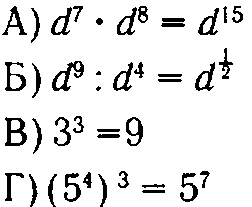 А) d⁷ · d⁸ = d¹⁵
Б) d⁹ : d⁴ = d^½
В) 3³ =9
Г) (5⁴) ³ = 5⁷